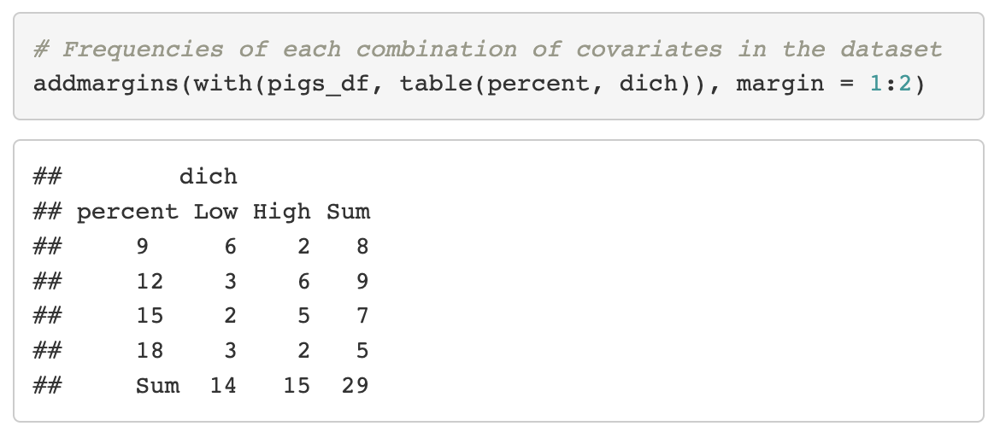 # Frequencies of each combination of covariates in the dataset
addmargins(with(pigs_df, table(percent, dich)), margin = 1:2)
##        dich
## percent Low High Sum
##     9     6    2   8
##     12    3    6   9
##     15    2    5   7
##     18    3    2   5
##     Sum  14   15  29